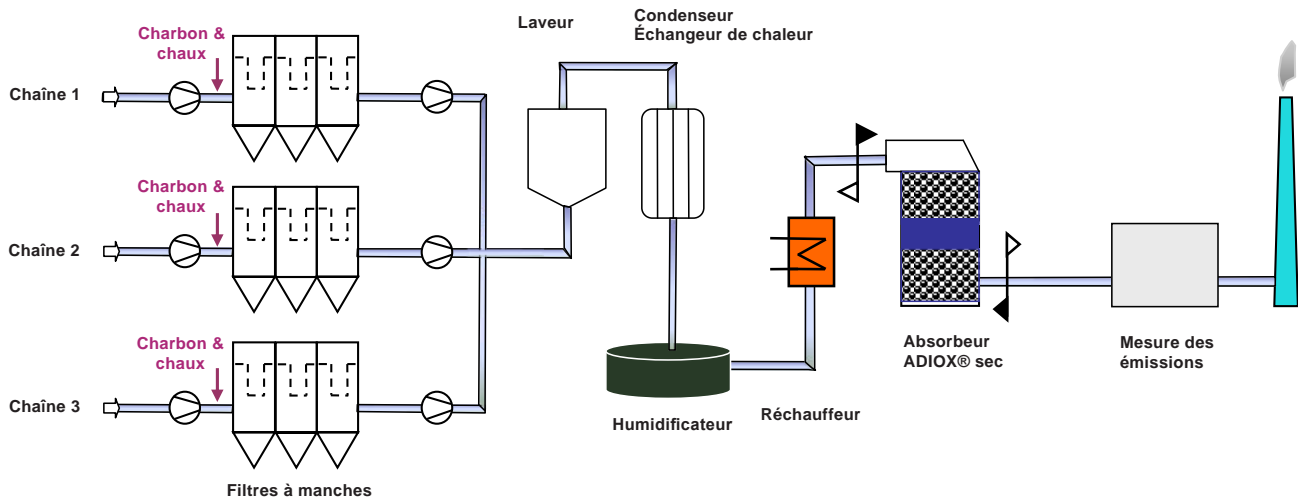 Laveur
Condenseur
Échangeur de chaleur
Charbon &
chaux
Chaîne 1
Charbon &
chaux
Chaîne 2
Charbon &
chaux
Chaîne 3
Filtres à manches
Humidificateur
Réchauffeur
Absorbeur
ADIOX® sec
Mesure des
émissions